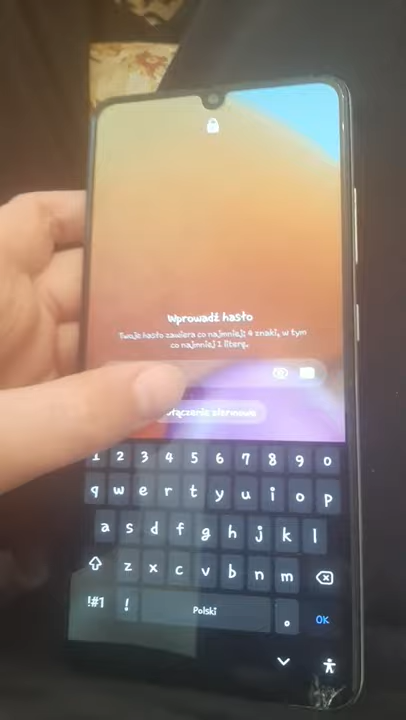 Wprowadź hasło
Twoje hasło zawiera co najmniej: 4 znaki, w tym
co najmniej 1 literę.
1 2 3 4 5 6 7 8 9 0
q w e r t y u i o p
a s d f g h j k l
z x c v b n m
!#1 ! Polski . OK